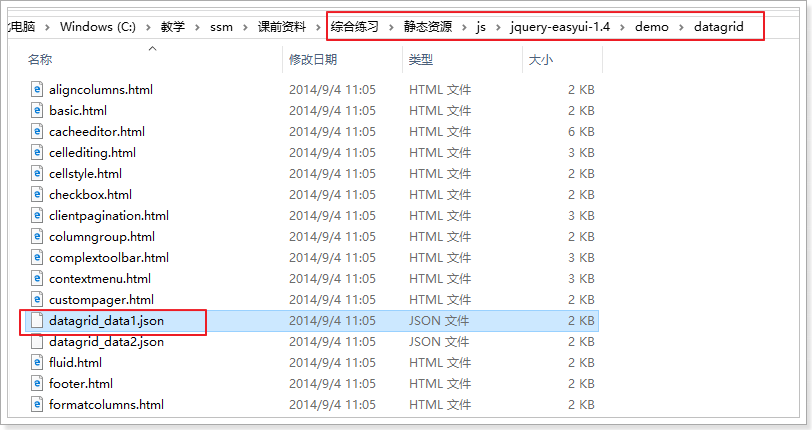 此电脑 › Windows (C:) › 教学 › ssm › 课前资料 › 综合练习 › 静态资源 › js › jquery-easyui-1.4 › demo › datagrid
名称 修改日期 类型 大小
aligncolumns.html 2014/9/4 11:05 HTML 文件 2 KB
basic.html 2014/9/4 11:05 HTML 文件 2 KB
cacheeditor.html 2014/9/4 11:05 HTML 文件 6 KB
cellediting.html 2014/9/4 11:05 HTML 文件 3 KB
cellstyle.html 2014/9/4 11:05 HTML 文件 2 KB
checkbox.html 2014/9/4 11:05 HTML 文件 2 KB
clientpagination.html 2014/9/4 11:05 HTML 文件 3 KB
columngroup.html 2014/9/4 11:05 HTML 文件 2 KB
complextoolbar.html 2014/9/4 11:05 HTML 文件 3 KB
contextmenu.html 2014/9/4 11:05 HTML 文件 3 KB
custompager.html 2014/9/4 11:05 HTML 文件 2 KB
datagrid_data1.json 2014/9/4 11:05 JSON 文件 2 KB
datagrid_data2.json 2014/9/4 11:05 JSON 文件 2 KB
fluid.html 2014/9/4 11:05 HTML 文件 2 KB
footer.html 2014/9/4 11:05 HTML 文件 2 KB
formatcolumns.html 2014/9/4 11:05 HTML 文件 2 KB